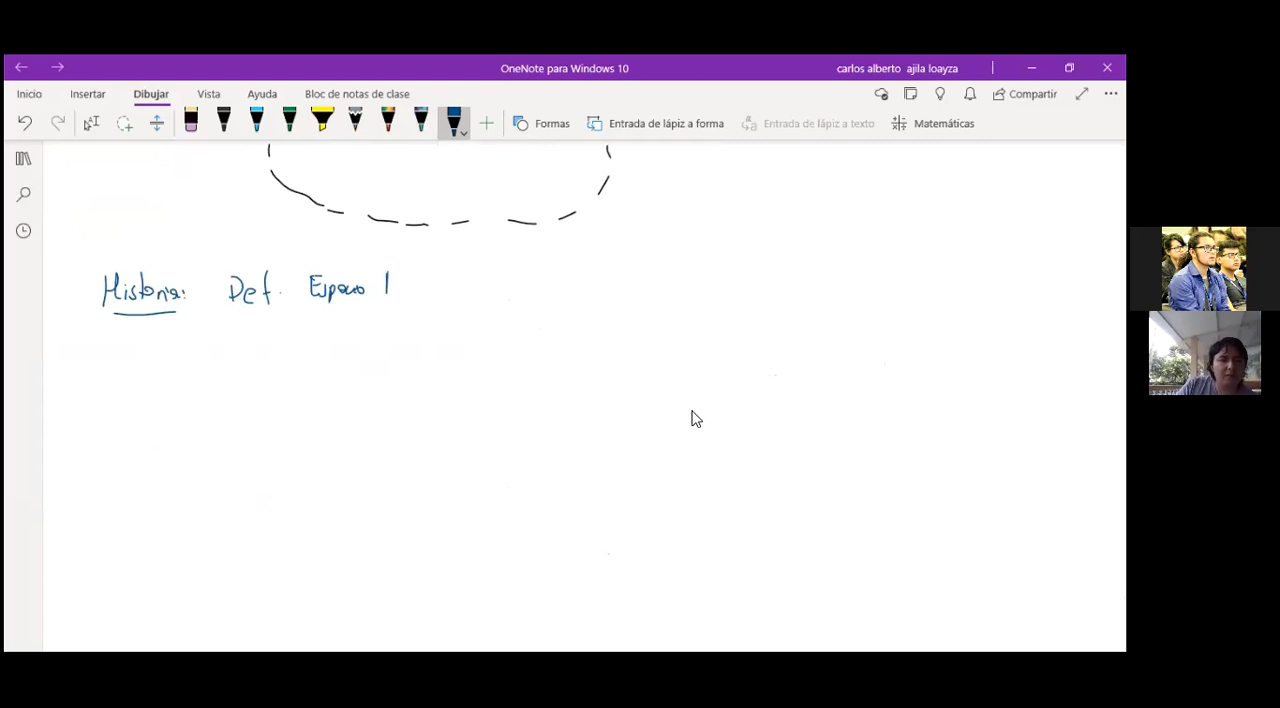 OneNote para Windows 10
carlos alberto ajila loayza
Inicio Insertar Dibujar Vista Ayuda Bloc de notas de clase
Compartir
Formas Entrada de lápiz a forma Entrada de lápiz a texto Matemáticas
Historia: Def. Espacio